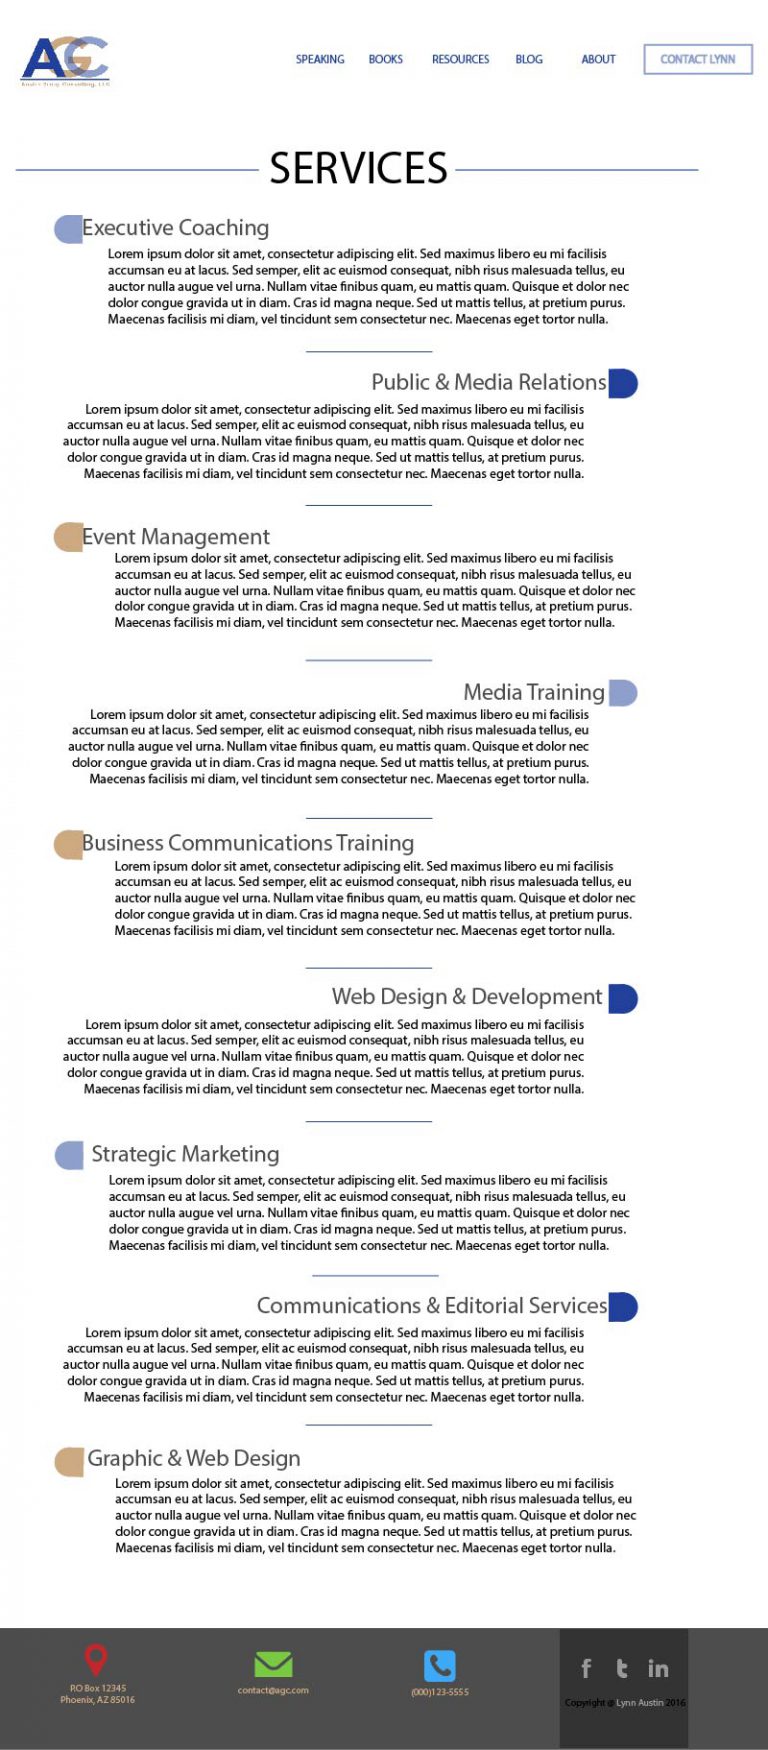 AGC
SPEAKING BOOKS RESOURCES BLOG ABOUT CONTACT LYNN
SERVICES
Executive Coaching
Lorem ipsum dolor sit amet, consectetur adipiscing elit. Sed maximus libero eu mi facilisis
accumsan eu at lacus. Sed semper, elit ac euismod consequat, nibh risus malesuada tellus, eu
auctor nulla augue vel urna. Nullam vitae finibus quam, eu mattis quam. Quisque et dolor nec
dolor congue gravida ut in diam. Cras id magna neque. Sed ut mattis tellus, at pretium purus.
Maecenas facilisis mi diam, vel tincidunt sem consectetur nec. Maecenas eget tortor nulla.
Public & Media Relations
Lorem ipsum dolor sit amet, consectetur adipiscing elit. Sed maximus libero eu mi facilisis
accumsan eu at lacus. Sed semper, elit ac euismod consequat, nibh risus malesuada tellus, eu
auctor nulla augue vel urna. Nullam vitae finibus quam, eu mattis quam. Quisque et dolor nec
dolor congue gravida ut in diam. Cras id magna neque. Sed ut mattis tellus, at pretium purus.
Maecenas facilisis mi diam, vel tincidunt sem consectetur nec. Maecenas eget tortor nulla.
Event Management
Lorem ipsum dolor sit amet, consectetur adipiscing elit. Sed maximus libero eu mi facilisis
accumsan eu at lacus. Sed semper, elit ac euismod consequat, nibh risus malesuada tellus, eu
auctor nulla augue vel urna. Nullam vitae finibus quam, eu mattis quam. Quisque et dolor nec
dolor congue gravida ut in diam. Cras id magna neque. Sed ut mattis tellus, at pretium purus.
Maecenas facilisis mi diam, vel tincidunt sem consectetur nec. Maecenas eget tortor nulla.
Media Training
Lorem ipsum dolor sit amet, consectetur adipiscing elit. Sed maximus libero eu mi facilisis
accumsan eu at lacus. Sed semper, elit ac euismod consequat, nibh risus malesuada tellus, eu
auctor nulla augue vel urna. Nullam vitae finibus quam, eu mattis quam. Quisque et dolor nec
dolor congue gravida ut in diam. Cras id magna neque. Sed ut mattis tellus, at pretium purus.
Maecenas facilisis mi diam, vel tincidunt sem consectetur nec. Maecenas eget tortor nulla.
Business Communications Training
Lorem ipsum dolor sit amet, consectetur adipiscing elit. Sed maximus libero eu mi facilisis
accumsan eu at lacus. Sed semper, elit ac euismod consequat, nibh risus malesuada tellus, eu
auctor nulla augue vel urna. Nullam vitae finibus quam, eu mattis quam. Quisque et dolor nec
dolor congue gravida ut in diam. Cras id magna neque. Sed ut mattis tellus, at pretium purus.
Maecenas facilisis mi diam, vel tincidunt sem consectetur nec. Maecenas eget tortor nulla.
Web Design & Development
Lorem ipsum dolor sit amet, consectetur adipiscing elit. Sed maximus libero eu mi facilisis
accumsan eu at lacus. Sed semper, elit ac euismod consequat, nibh risus malesuada tellus, eu
auctor nulla augue vel urna. Nullam vitae finibus quam, eu mattis quam. Quisque et dolor nec
dolor congue gravida ut in diam. Cras id magna neque. Sed ut mattis tellus, at pretium purus.
Maecenas facilisis mi diam, vel tincidunt sem consectetur nec. Maecenas eget tortor nulla.
Strategic Marketing
Lorem ipsum dolor sit amet, consectetur adipiscing elit. Sed maximus libero eu mi facilisis
accumsan eu at lacus. Sed semper, elit ac euismod consequat, nibh risus malesuada tellus, eu
auctor nulla augue vel urna. Nullam vitae finibus quam, eu mattis quam. Quisque et dolor nec
dolor congue gravida ut in diam. Cras id magna neque. Sed ut mattis tellus, at pretium purus.
Maecenas facilisis mi diam, vel tincidunt sem consectetur nec. Maecenas eget tortor nulla.
Communications & Editorial Services
Lorem ipsum dolor sit amet, consectetur adipiscing elit. Sed maximus libero eu mi facilisis
accumsan eu at lacus. Sed semper, elit ac euismod consequat, nibh risus malesuada tellus, eu
auctor nulla augue vel urna. Nullam vitae finibus quam, eu mattis quam. Quisque et dolor nec
dolor congue gravida ut in diam. Cras id magna neque. Sed ut mattis tellus, at pretium purus.
Maecenas facilisis mi diam, vel tincidunt sem consectetur nec. Maecenas eget tortor nulla.
Graphic & Web Design
Lorem ipsum dolor sit amet, consectetur adipiscing elit. Sed maximus libero eu mi facilisis
accumsan eu at lacus. Sed semper, elit ac euismod consequat, nibh risus malesuada tellus, eu
auctor nulla augue vel urna. Nullam vitae finibus quam, eu mattis quam. Quisque et dolor nec
dolor congue gravida ut in diam. Cras id magna neque. Sed ut mattis tellus, at pretium purus.
Maecenas facilisis mi diam, vel tincidunt sem consectetur nec. Maecenas eget tortor nulla.
P.O Box 12345
Phoenix, AZ 85016
contact@agc.com
(000)123-5555
f t in
Copyright @ Lynn Austin 2016